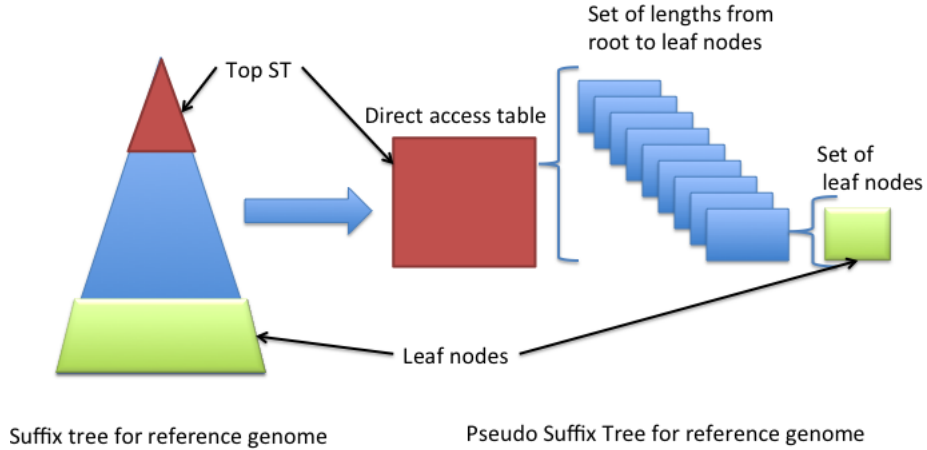 Set of lengths from
root to leaf nodes
Top ST
Direct access table
Set of
leaf nodes
Leaf nodes
Suffix tree for reference genome
Pseudo Suffix Tree for reference genome